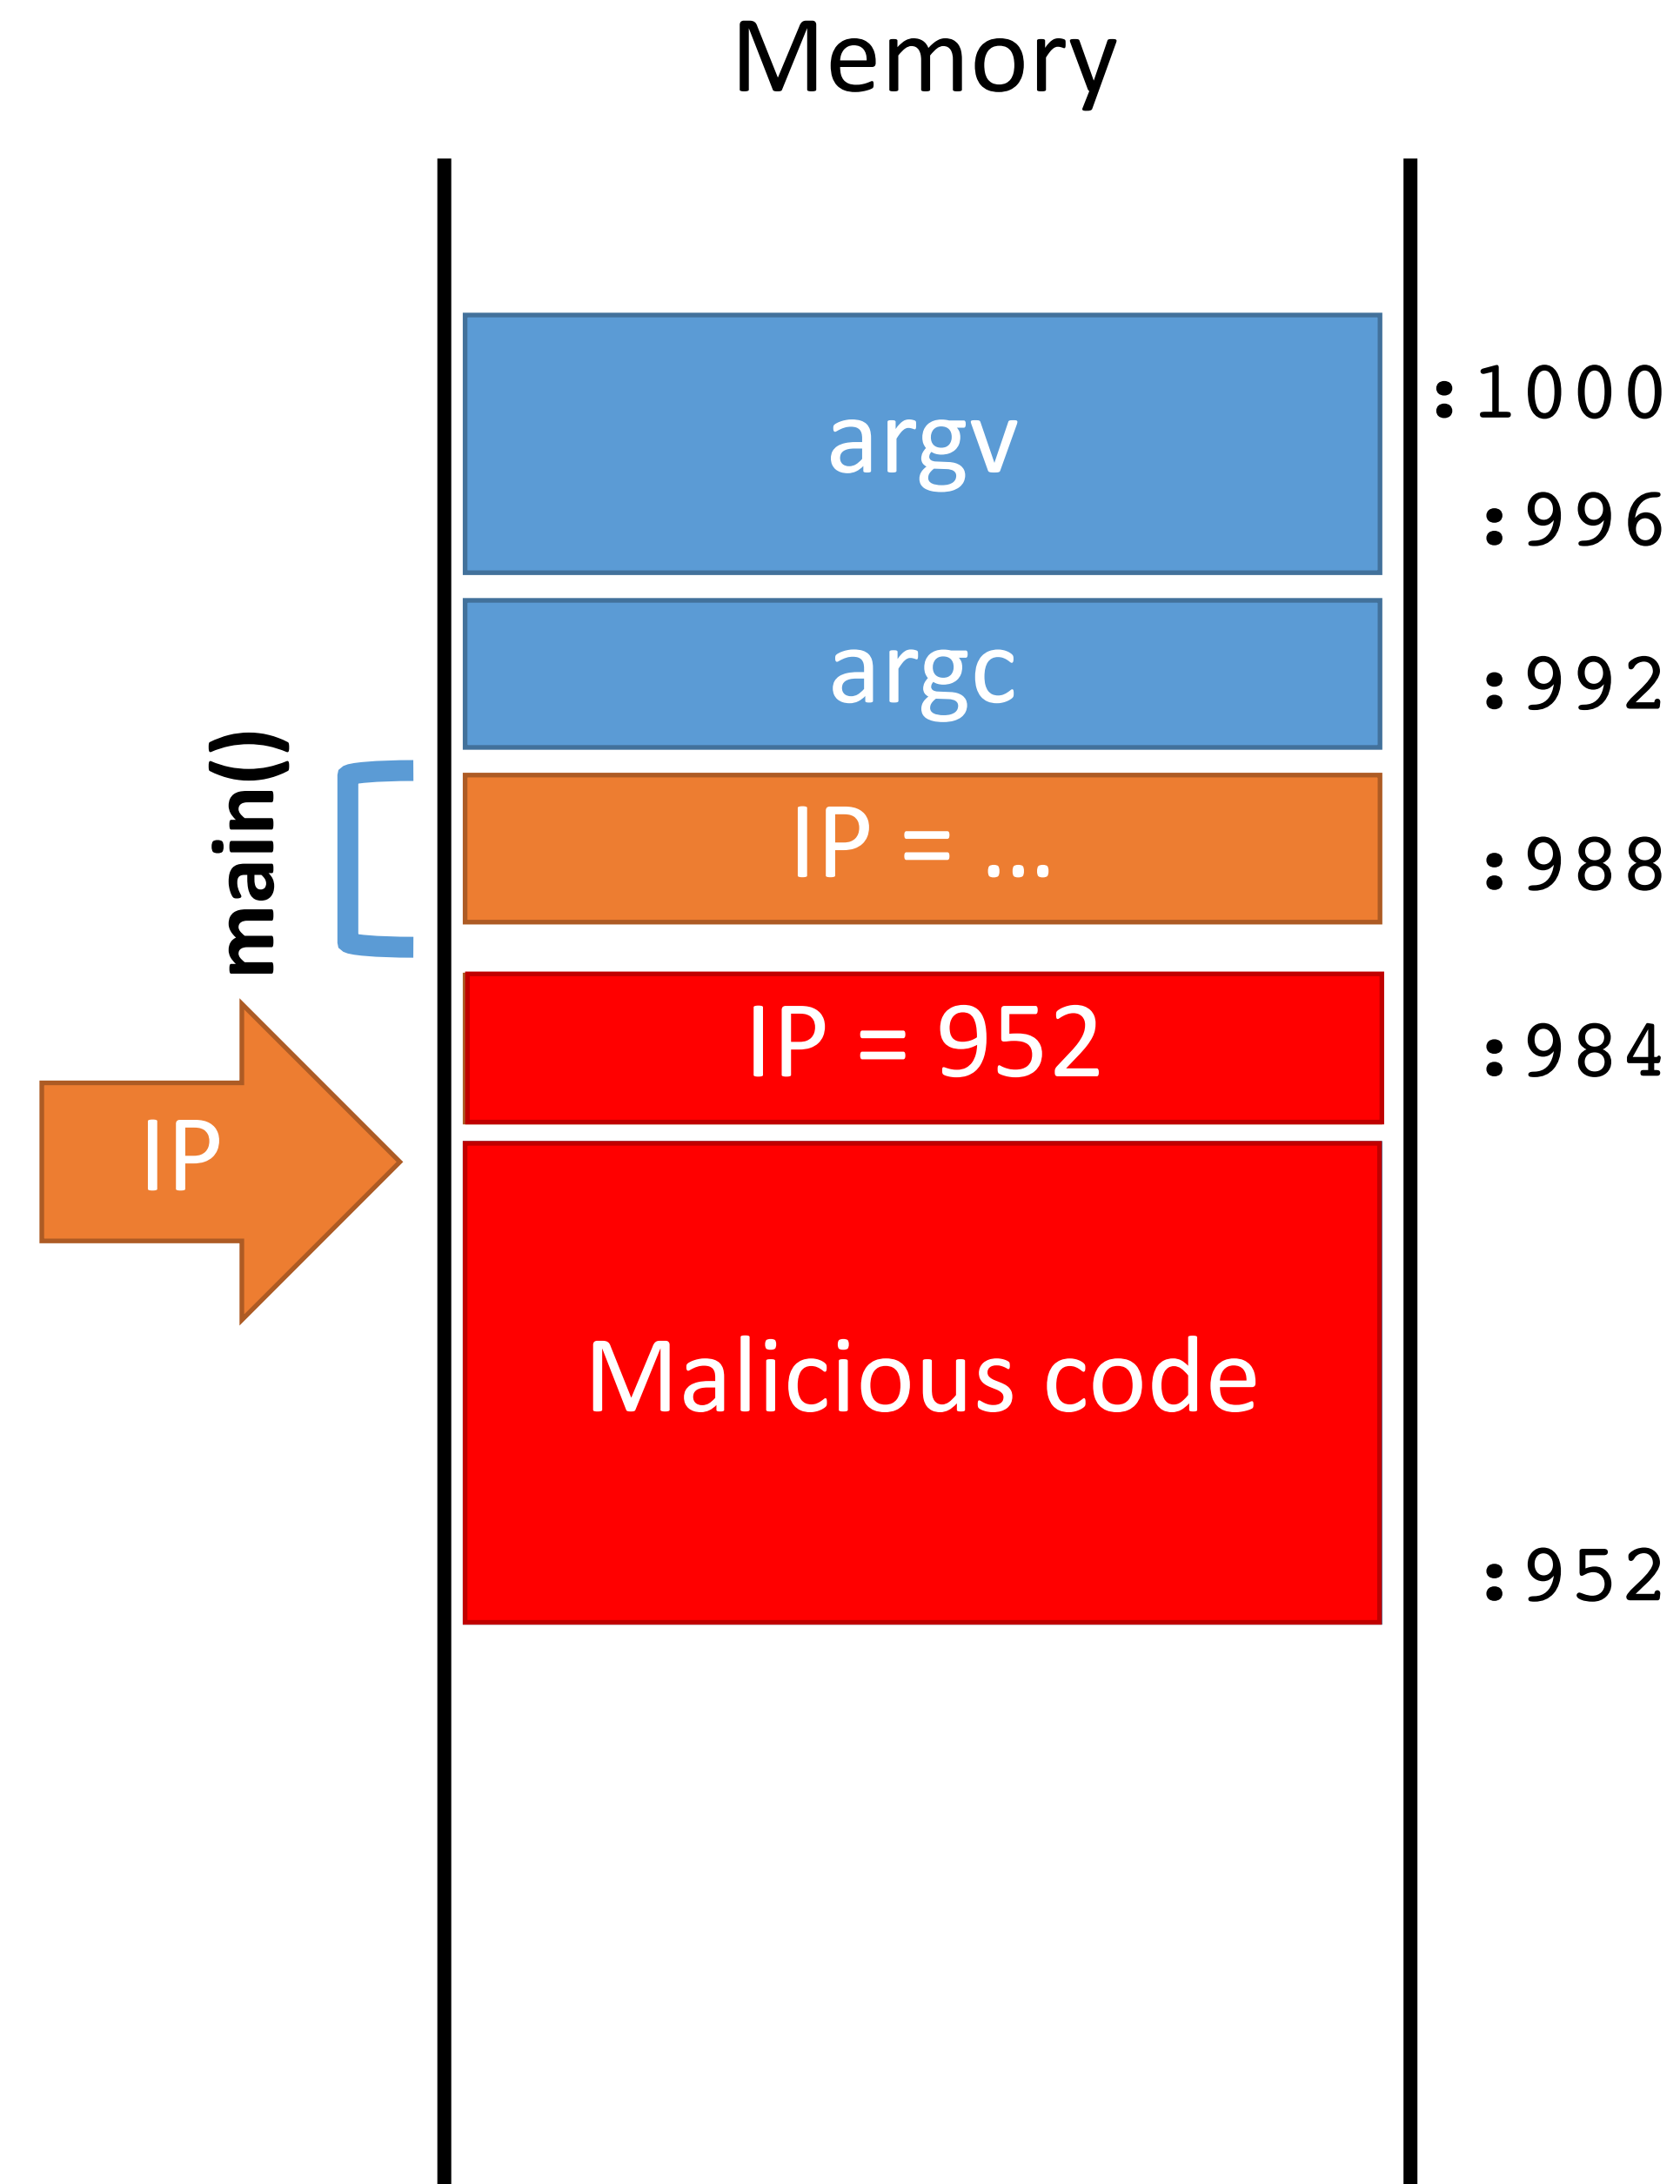 Memory
argv
:1000
:996
argc
:992
main()
IP = ...
:988
IP = 952
:984
IP
Malicious code
:952